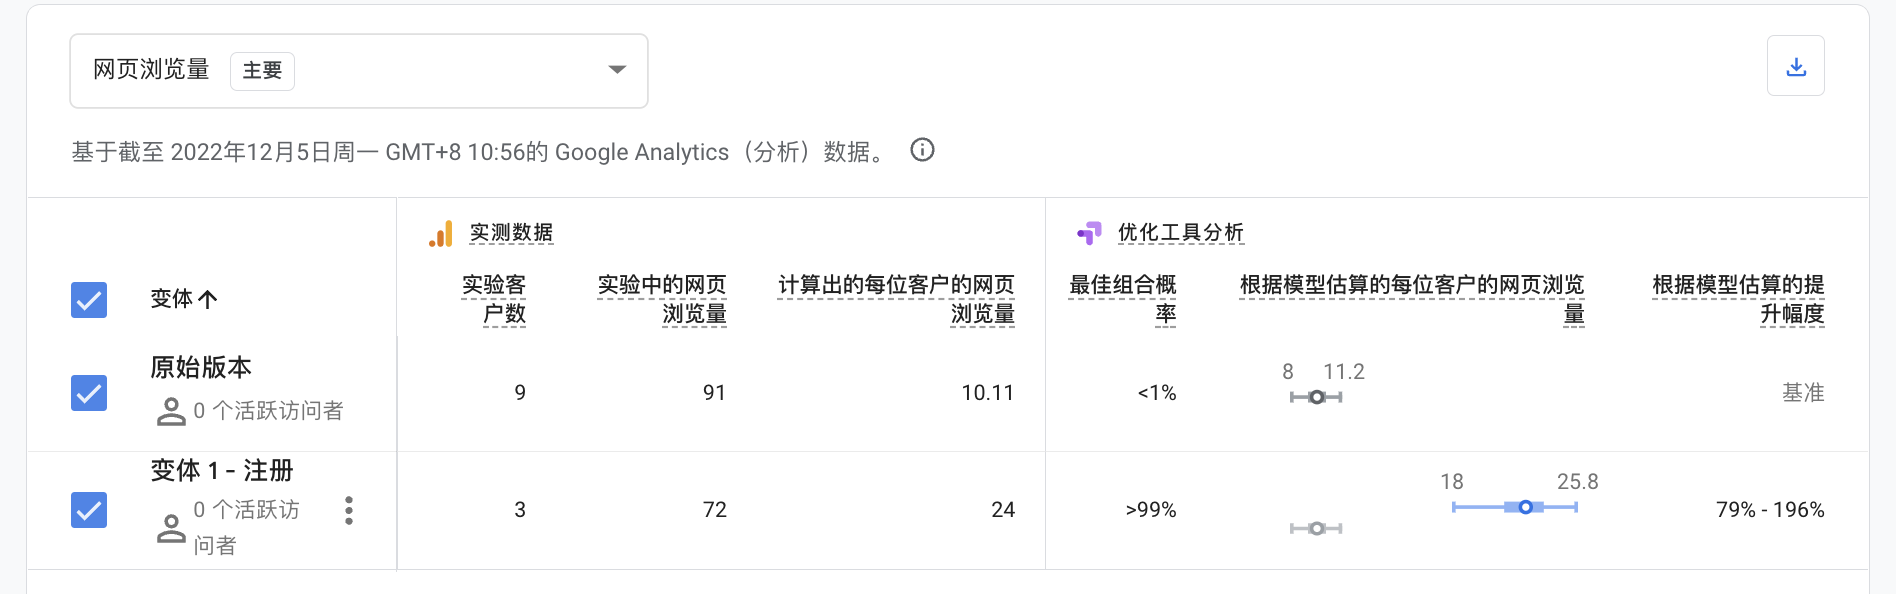 网页浏览量 主要
基于截至 2022年12月5日周一 GMT+8 10:56的 Google Analytics（分析）数据。
实测数据
优化工具分析
变体
实验客
户数
实验中的网页
浏览量
计算出的每位客户的网页
浏览量
最佳组合概
率
根据模型估算的每位客户的网页浏览
量
根据模型估算的提
升幅度
原始版本
0 个活跃访问者
9
91
10.11
<1%
8 11.2
基准
变体 1 - 注册
0 个活跃访
问者
3
72
24
>99%
18 25.8
79% - 196%